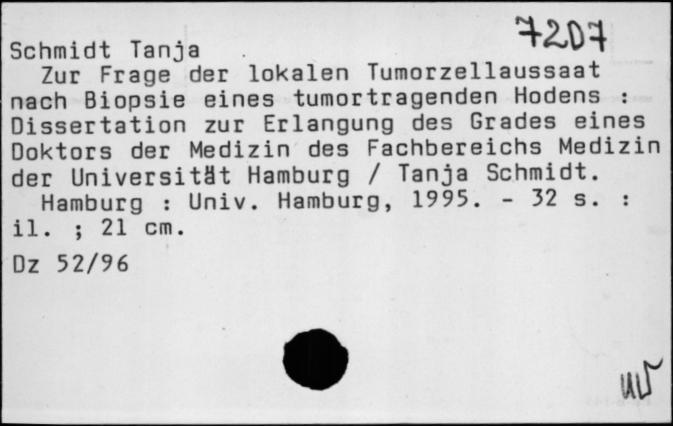 7207
Schmidt Tanja
Zur Frage der lokalen Tumorzellaussaat
nach Biopsie eines tumortragenden Hodens :
Dissertation zur Erlangung des Grades eines
Doktors der Medizin des Fachbereichs Medizin
der Universität Hamburg / Tanja Schmidt.
Hamburg : Univ. Hamburg, 1995. - 32 s. :
il. ; 21 cm.
Dz 52/96